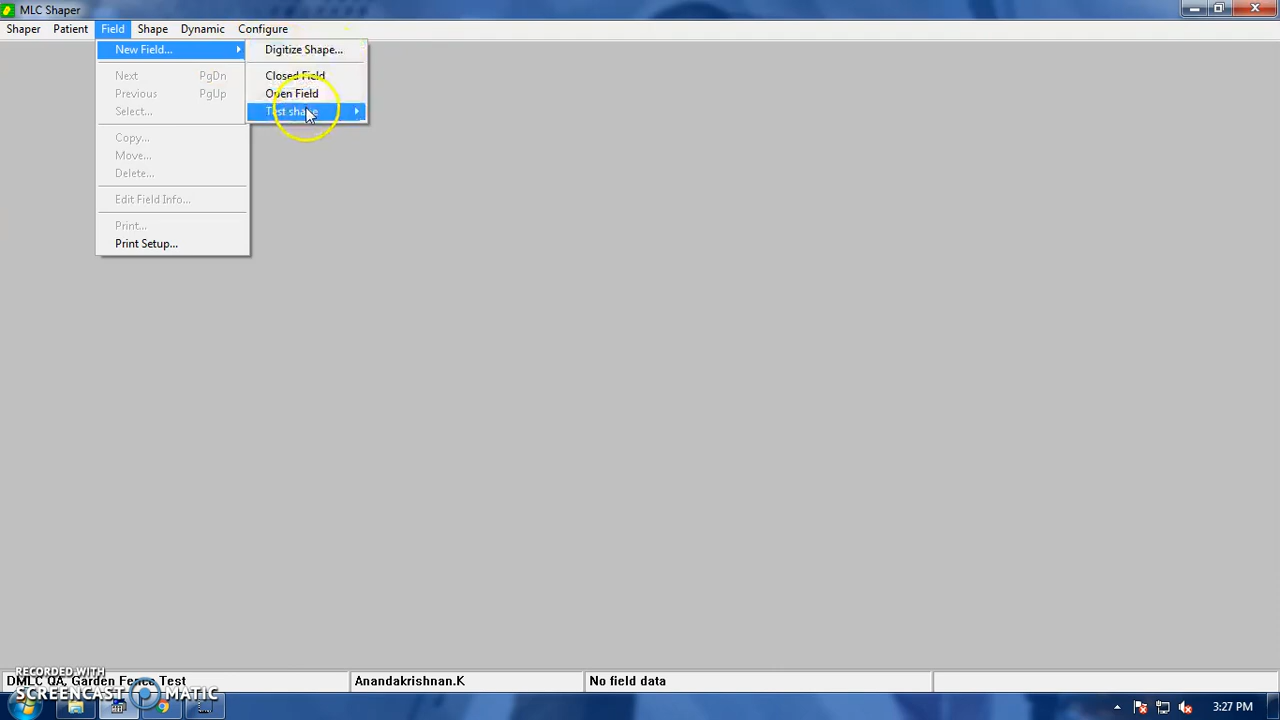 MLC Shaper
Shaper Patient Field Shape Dynamic Configure
New Field... Digitize Shape...
Next PgDn Closed Field
Previous PgUp Open Field
Select... Test shape
Copy...
Move...
Delete...
Edit Field Info...
Print...
Print Setup...
RECORDED WITH
DMLC QA, Garden Fence Test Anandakrishnan.K No field data
SCREENCAST MATIC
3:27 PM